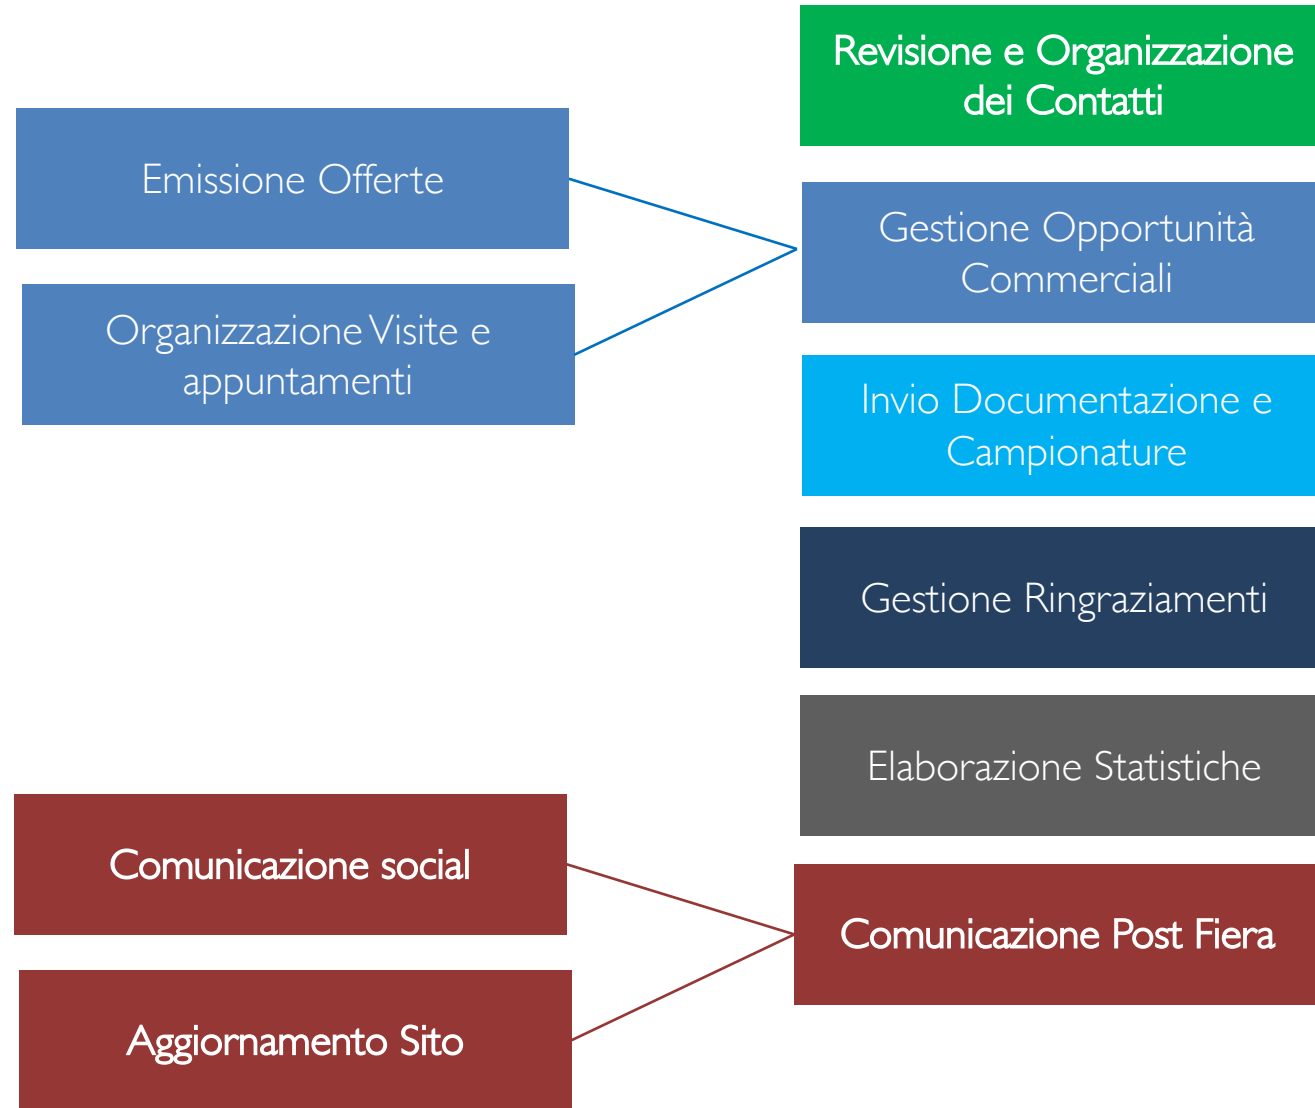 Revisione e Organizzazione
dei Contatti
Emissione Offerte
Gestione Opportunità
Commerciali
Organizzazione Visite e
appuntamenti
Invio Documentazione e
Campionature
Gestione Ringraziamenti
Elaborazione Statistiche
Comunicazione social
Comunicazione Post Fiera
Aggiornamento Sito